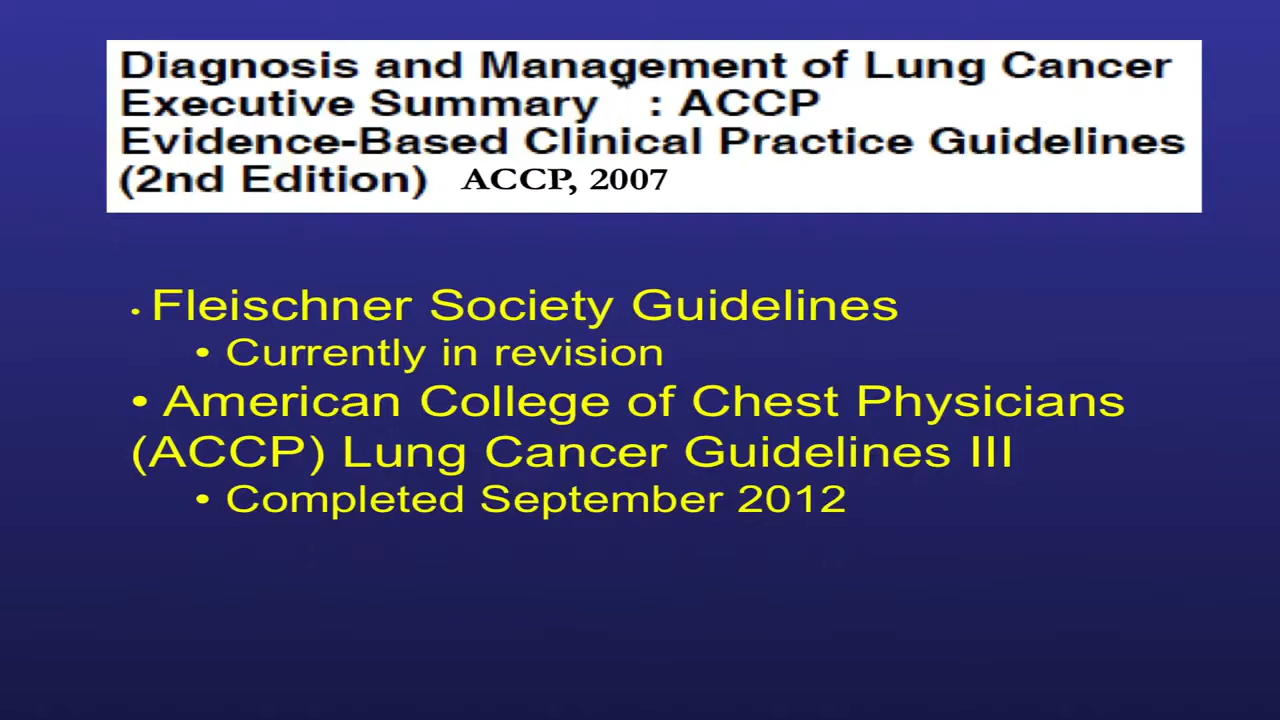 Diagnosis and Management of Lung Cancer
Executive Summary * : ACCP
Evidence-Based Clinical Practice Guidelines
(2nd Edition) ACCP, 2007
• Fleischner Society Guidelines
• Currently in revision
• American College of Chest Physicians
(ACCP) Lung Cancer Guidelines III
• Completed September 2012